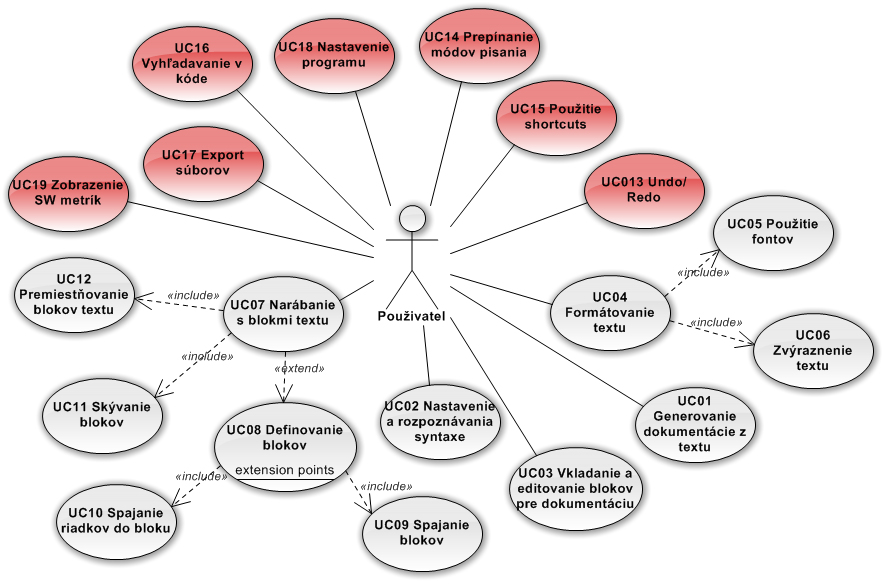 UC16
Vyhľadavanie v
kóde
UC18 Nastavenie
programu
UC14 Prepínanie
módov pisania
UC15 Použitie
shortcuts
UC17 Export
súborov
UC19 Zobrazenie
SW metrík
UC013 Undo/
Redo
UC05 Použitie
fontov
«include»
UC12
Premiestňovanie
blokov textu
«include»
UC07 Narábanie
s blokmi textu
Používatel
UC04
Formátovanie
textu
«include»
UC06
Zvýraznenie
textu
«include»
«extend»
UC11 Skývanie
blokov
UC08 Definovanie
blokov
extension points
UC02 Nastavenie
a rozpoznávania
syntaxe
UC01
Generovanie
dokumentácie z
textu
«include»
«include»
UC03 Vkladanie a
editovanie blokov
pre dokumentáciu
UC10 Spajanie
riadkov do bloku
UC09 Spajanie
blokov